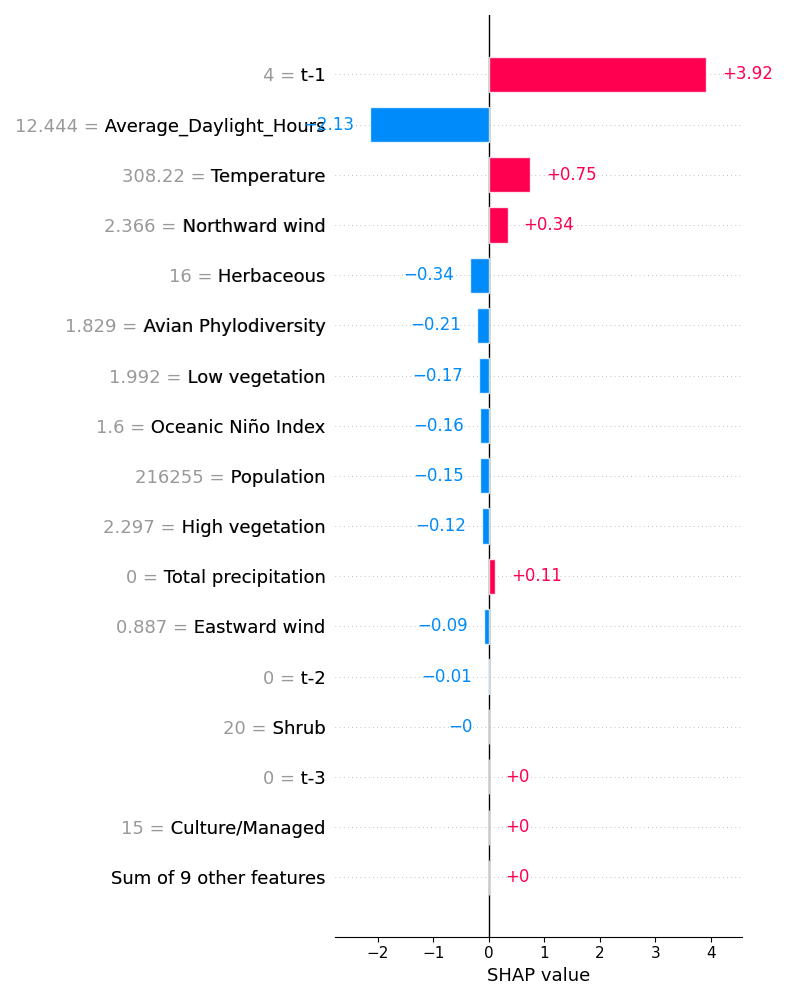 4 = t-1 +3.92
12.444 = Average_Daylight_Hours −2.13
308.22 = Temperature +0.75
2.366 = Northward wind +0.34
16 = Herbaceous −0.34
1.829 = Avian Phylodiversity −0.21
1.992 = Low vegetation −0.17
1.6 = Oceanic Niño Index −0.16
216255 = Population −0.15
2.297 = High vegetation −0.12
0 = Total precipitation +0.11
0.887 = Eastward wind −0.09
0 = t-2 −0.01
20 = Shrub −0
0 = t-3 +0
15 = Culture/Managed +0
Sum of 9 other features +0
−2 −1 0 1 2 3 4
SHAP value